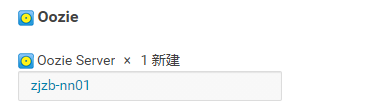 Oozie
Oozie Server × 1 新建
zjzb-nn01